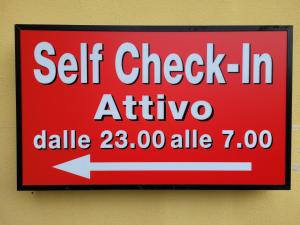 Self Check-In
Attivo
dalle 23.00 alle 7.00